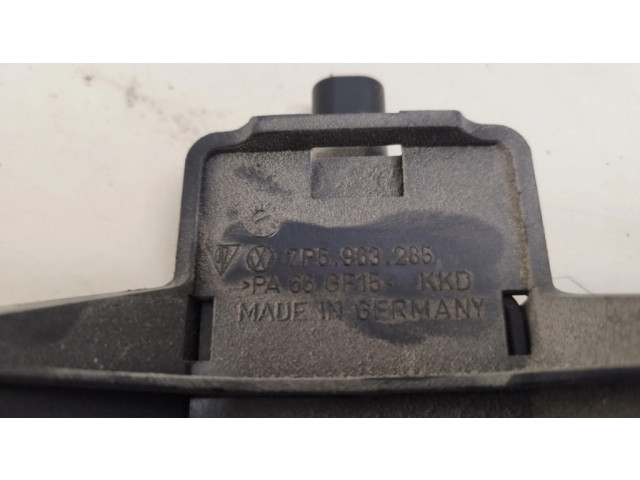 7P5.963.285
>PA 66 GF15< KKD
MADE IN GERMANY